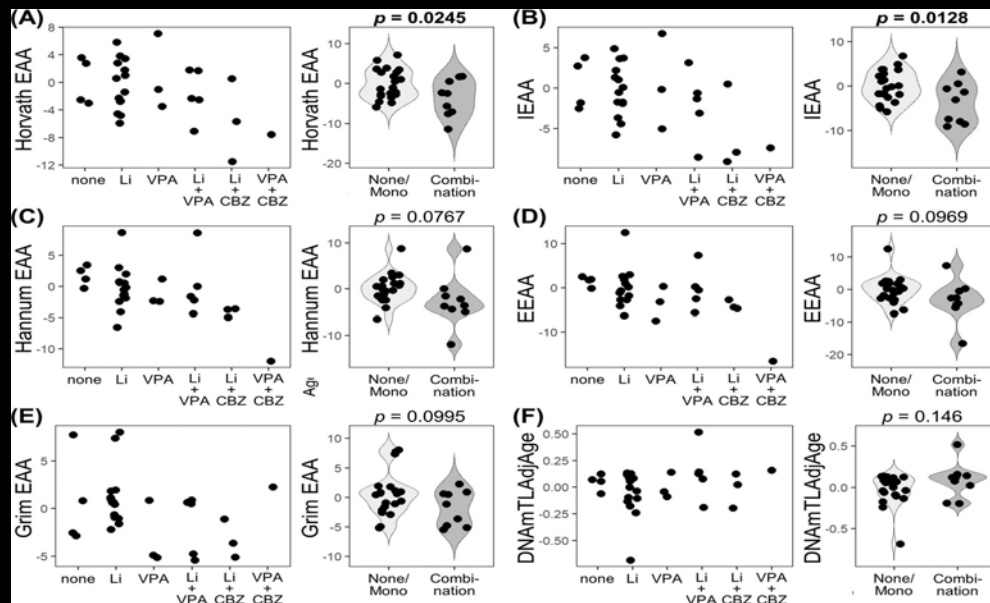 (A)
Horvath EAA
4
0
-4
-8
-12
none
Li
VPA
Li + VPA
Li + CBZ
VPA + CBZ
p = 0.0245
Horvath EAA
10
0
-10
-20
None/ Mono
Combi- nation
(B)
IEAA
5
0
-5
none
Li
VPA
Li + VPA
Li + CBZ
VPA + CBZ
p = 0.0128
IEAA
10
0
-10
None/ Mono
Combi- nation
(C)
Hannum EAA
5
0
-5
-10
none
Li
VPA
Li + VPA
Li + CBZ
VPA + CBZ
p = 0.0767
Hannum EAA
10
0
-10
None/ Mono
Combi- nation
(D)
EEAA
10
0
-10
none
Li
VPA
Li + VPA
Li + CBZ
VPA + CBZ
p = 0.0969
EEAA
10
0
-10
-20
None/ Mono
Combi- nation
(E)
Grim EAA
5
0
-5
none
Li
VPA
Li + VPA
Li + CBZ
VPA + CBZ
p = 0.0995
Grim EAA
10
5
0
-5
-10
None/ Mono
Combi- nation
(F)
DNAmTLAdjAge
0.50
0.25
0.00
-0.25
-0.50
none
Li
VPA
Li + VPA
Li + CBZ
VPA + CBZ
p = 0.146
DNAmTLAdjAge
0.5
0.0
-0.5
None/ Mono
Combi- nation